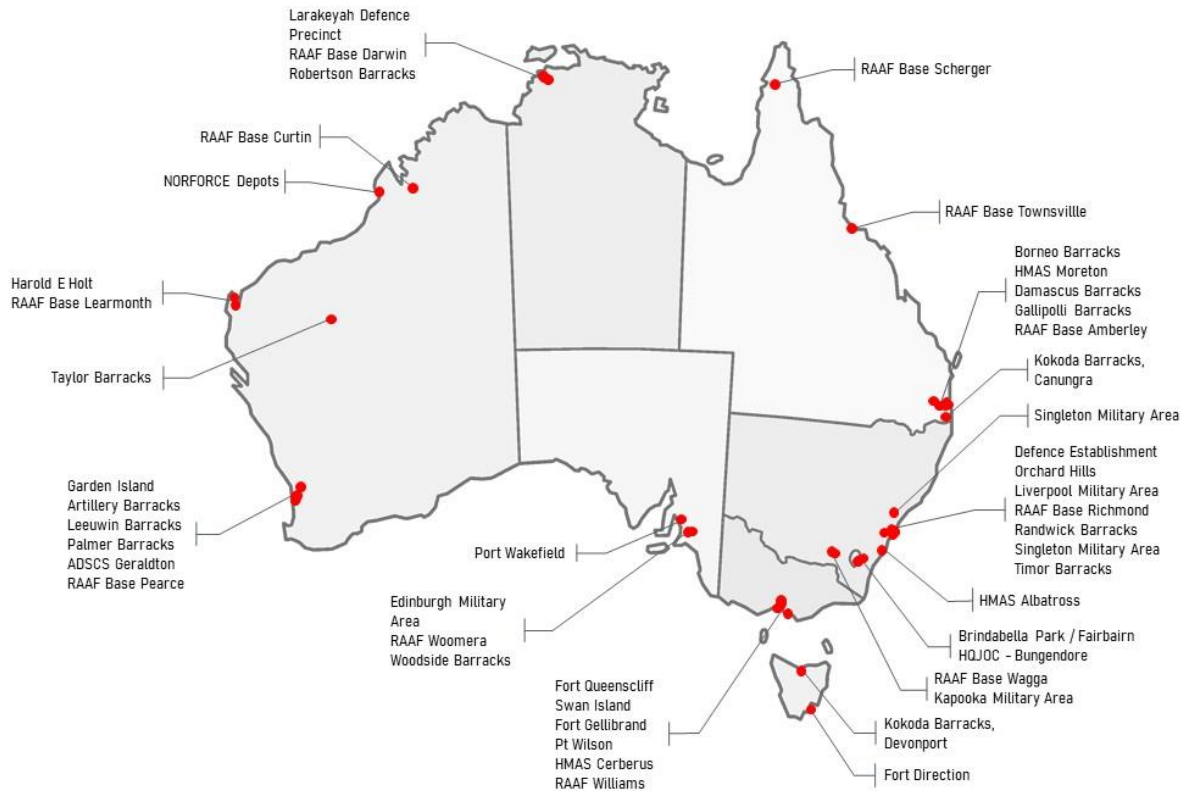 Larakeyah Defence
Precinct
RAAF Base Darwin
Robertson Barracks
RAAF Base Scherger
RAAF Base Curtin
NORFORCE Depots
RAAF Base Townsvillle
Borneo Barracks
HMAS Moreton
Damascus Barracks
Gallipolli Barracks
RAAF Base Amberley
Harold E Holt
RAAF Base Learmonth
Taylor Barracks
Kokoda Barracks,
Canungra
Singleton Military Area
Defence Establishment
Orchard Hills
Liverpool Military Area
RAAF Base Richmond
Randwick Barracks
Singleton Military Area
Timor Barracks
Garden Island
Artillery Barracks
Leeuwin Barracks
Palmer Barracks
ADSCS Geraldton
RAAF Base Pearce
Port Wakefield
Edinburgh Military
Area
RAAF Woomera
Woodside Barracks
HMAS Albatross
Brindabella Park / Fairbairn
HQJOC - Bungendore
RAAF Base Wagga
Kapooka Military Area
Fort Queenscliff
Swan Island
Fort Gellibrand
Pt Wilson
HMAS Cerberus
RAAF Williams
Kokoda Barracks,
Devonport
Fort Direction